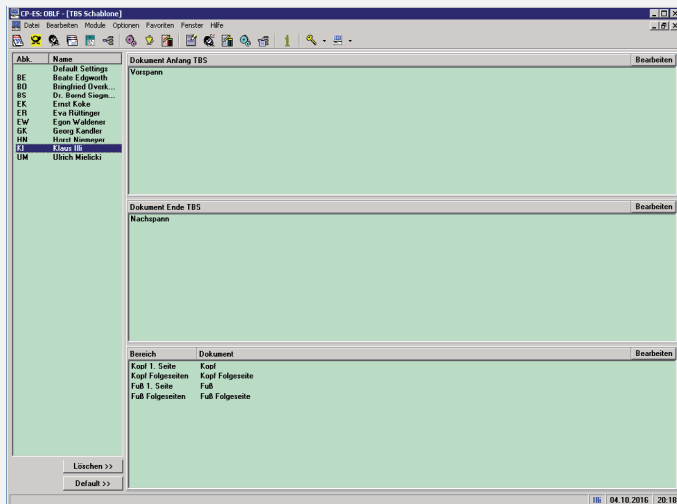 CP-ES: OBLF - [TBS Schablone]
Datei Bearbeiten Module Optionen Favoriten Fenster Hilfe
Abk. Name
Default Settings
BE Beate Edgworth
BO Bringfried Overk...
BS Dr. Bernd Siegm...
EK Ernst Koke
ER Eva Rüttinger
EW Egon Waldener
GK Georg Kandler
HN Horst Niemeyer
KI Klaus Illi
UM Ulrich Mielicki
Löschen >>
Default >>
Dokument Anfang TBS Bearbeiten
Vorspann
Dokument Ende TBS Bearbeiten
Nachspann
Bereich Dokument Bearbeiten
Kopf 1. Seite Kopf
Kopf Folgeseiten Kopf Folgeseite
Fuß 1. Seite Fuß
Fuß Folgeseiten Fuß Folgeseite
Illi 04.10.2016 20:18